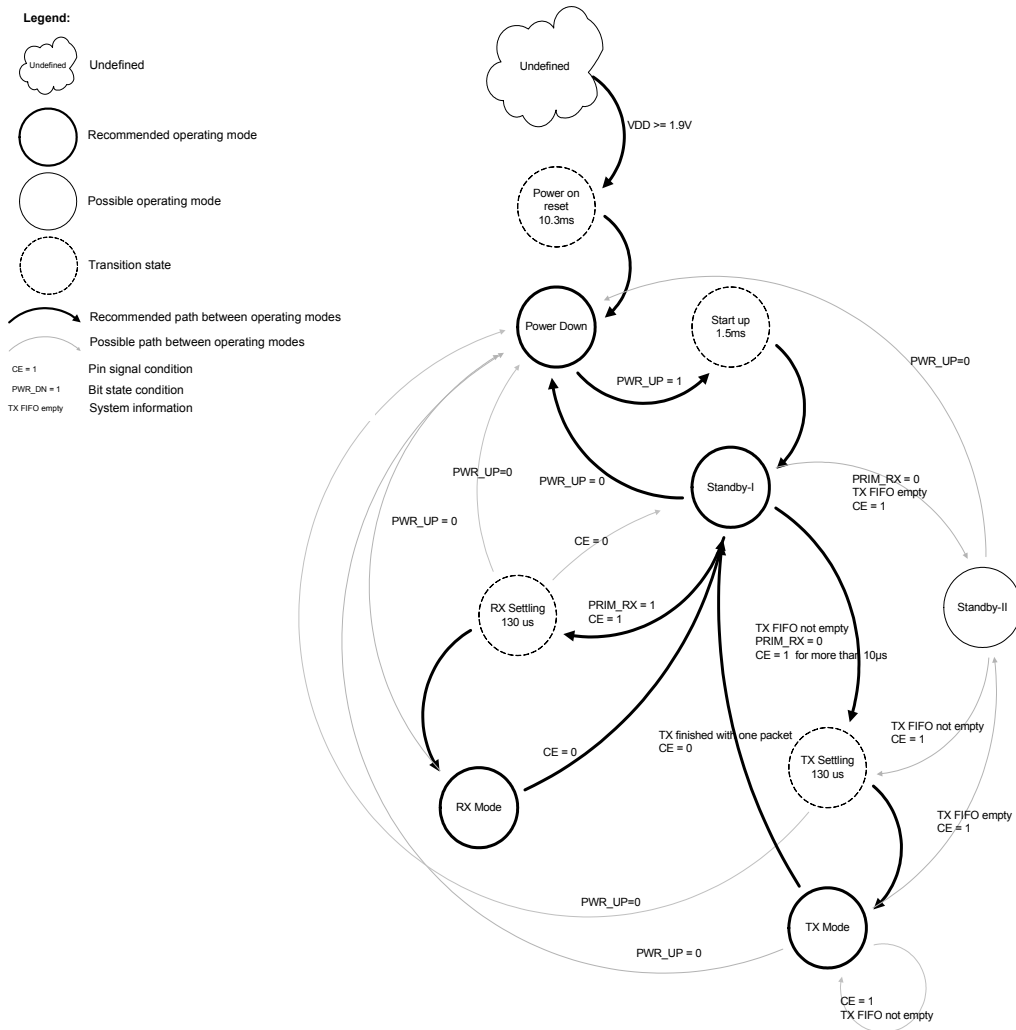 Legend:
Undefined
Undefined
Recommended operating mode
Possible operating mode
Transition state
Recommended path between operating modes
Possible path between operating modes
CE = 1
Pin signal condition
PWR_DN = 1
Bit state condition
TX FIFO empty
System information
Undefined
VDD >= 1.9V
Power on
reset
10.3ms
Power Down
Start up
1.5ms
PWR_UP=0
PWR_UP = 1
PWR_UP=0
PWR_UP = 0
Standby-I
PRIM_RX = 0
TX FIFO empty
CE = 1
PWR_UP = 0
CE = 0
RX Settling
130 us
PRIM_RX = 1
CE = 1
Standby-II
TX FIFO not empty
PRIM_RX = 0
CE = 1 for more than 10µs
TX FIFO not empty
CE = 1
TX finished with one packet
CE = 0
CE = 0
TX Settling
130 us
RX Mode
TX FIFO empty
CE = 1
PWR_UP=0
TX Mode
PWR_UP = 0
CE = 1
TX FIFO not empty